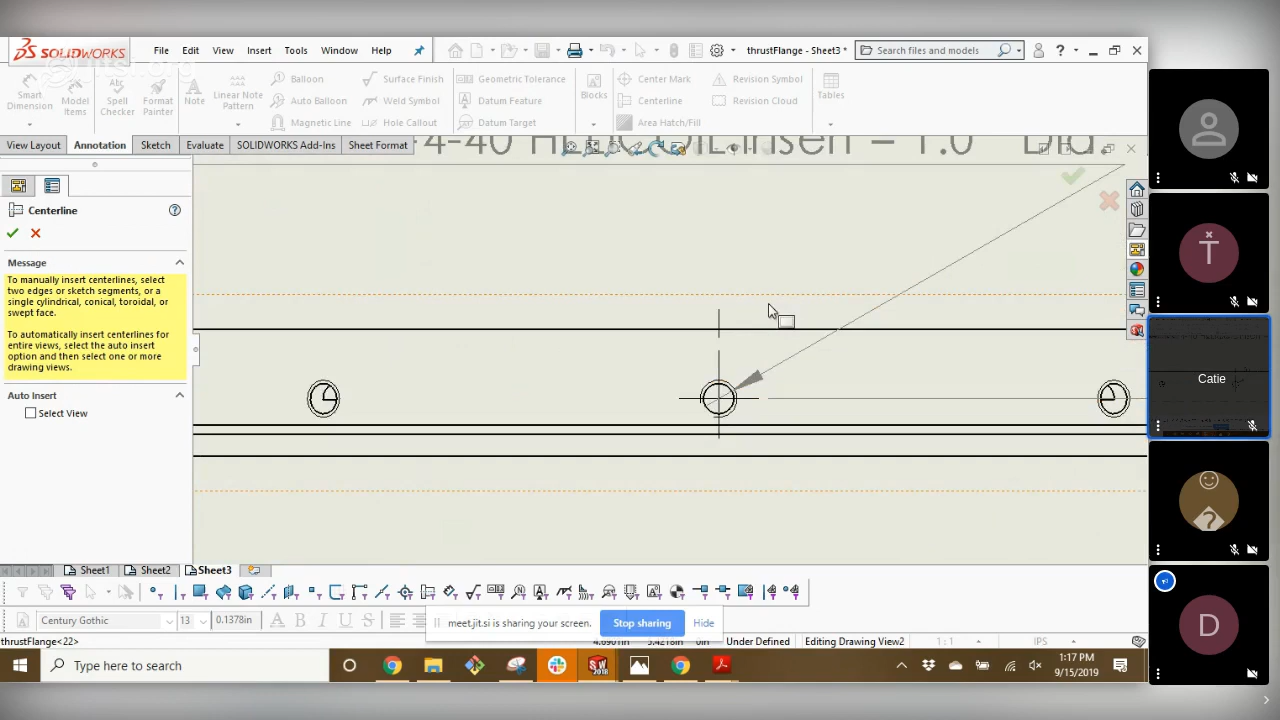 SOLIDWORKS
File
Edit
View
Insert
Tools
Window
Help
thrustFlange - Sheet3 *
Search files and models
Smart Dimension
Model Items
Spell Checker
Format Painter
Note
Linear Note Pattern
Balloon
Auto Balloon
Magnetic Line
Surface Finish
Weld Symbol
Hole Callout
Geometric Tolerance
Datum Feature
Datum Target
Blocks
Center Mark
Centerline
Area Hatch/Fill
Revision Symbol
Revision Cloud
Tables
View Layout
Annotation
Sketch
Evaluate
SOLIDWORKS Add-Ins
Sheet Format
Centerline
Message
To manually insert centerlines, select
two edges or sketch segments, or a
single cylindrical, conical, toroidal, or
swept face.
To automatically insert centerlines for
entire views, select the auto insert
option and then select one or more
drawing views.
Auto Insert
Select View
Sheet1
Sheet2
Sheet3
Century Gothic
13
0.1378in
meet.jit.si is sharing your screen.
Stop sharing
Hide
thrustFlange<22>
Under Defined
Editing Drawing View2
1 : 1
IPS
Type here to search
1:17 PM
9/15/2019
T
Catie
D